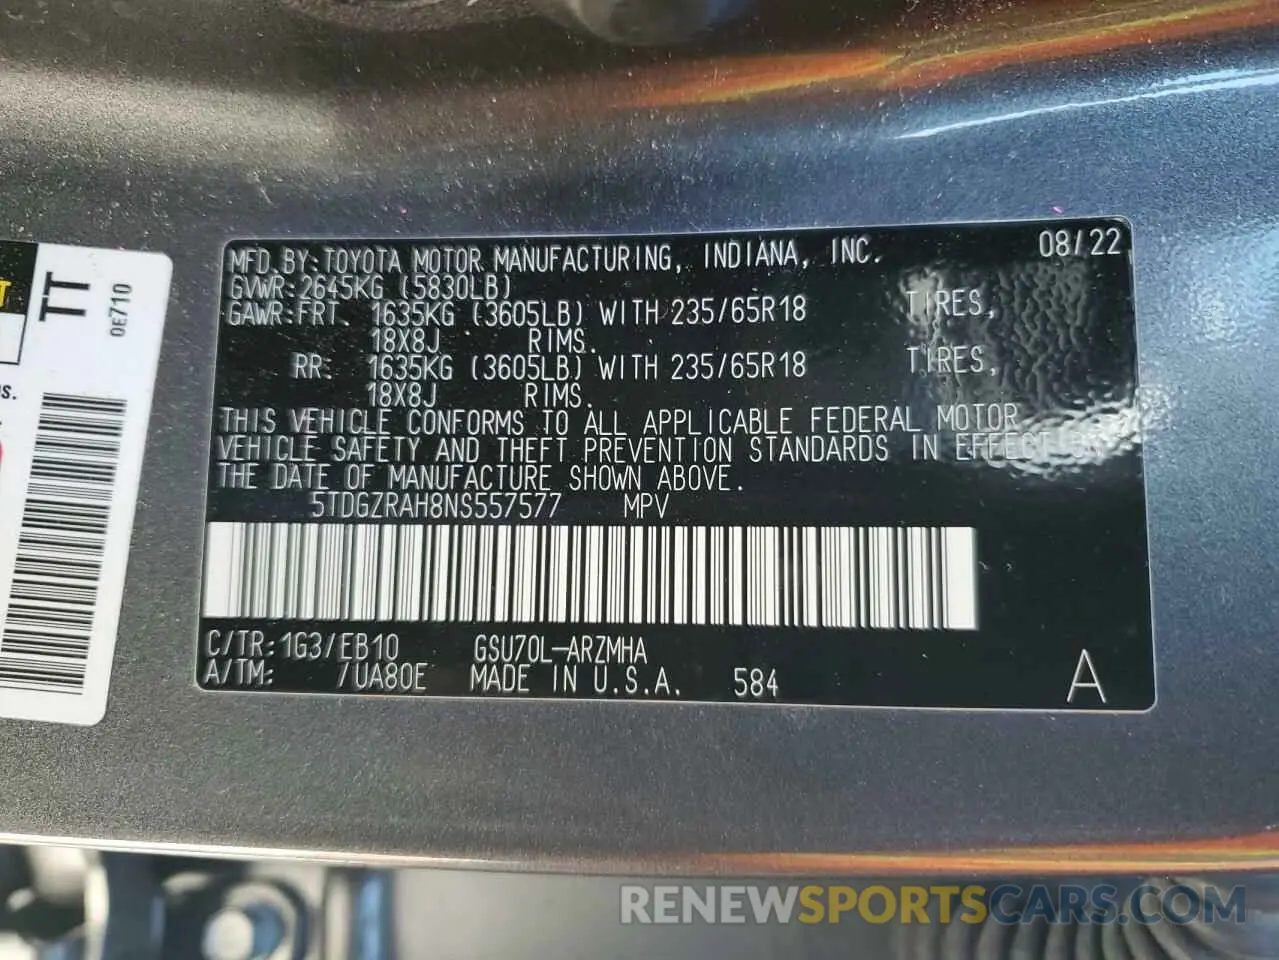 MFD.BY:TOYOTA MOTOR MANUFACTURING, INDIANA, INC. 08/22
GVWR:2645KG (5830LB)
GAWR:FRT. 1635KG (3605LB) WITH 235/65R18 TIRES,
18X8J RIMS.
RR: 1635KG (3605LB) WITH 235/65R18 TIRES,
18X8J RIMS.
THIS VEHICLE CONFORMS TO ALL APPLICABLE FEDERAL MOTOR
VEHICLE SAFETY AND THEFT PREVENTION STANDARDS IN EFFECT ON
THE DATE OF MANUFACTURE SHOWN ABOVE.
5TDGZRAH8NS557577 MPV
C/TR:1G3/EB10 GSU70L-ARZMHA
A/TM: /UA80E MADE IN U.S.A. 584
A
TT
0E710
RENEWSPORTSCARS.COM